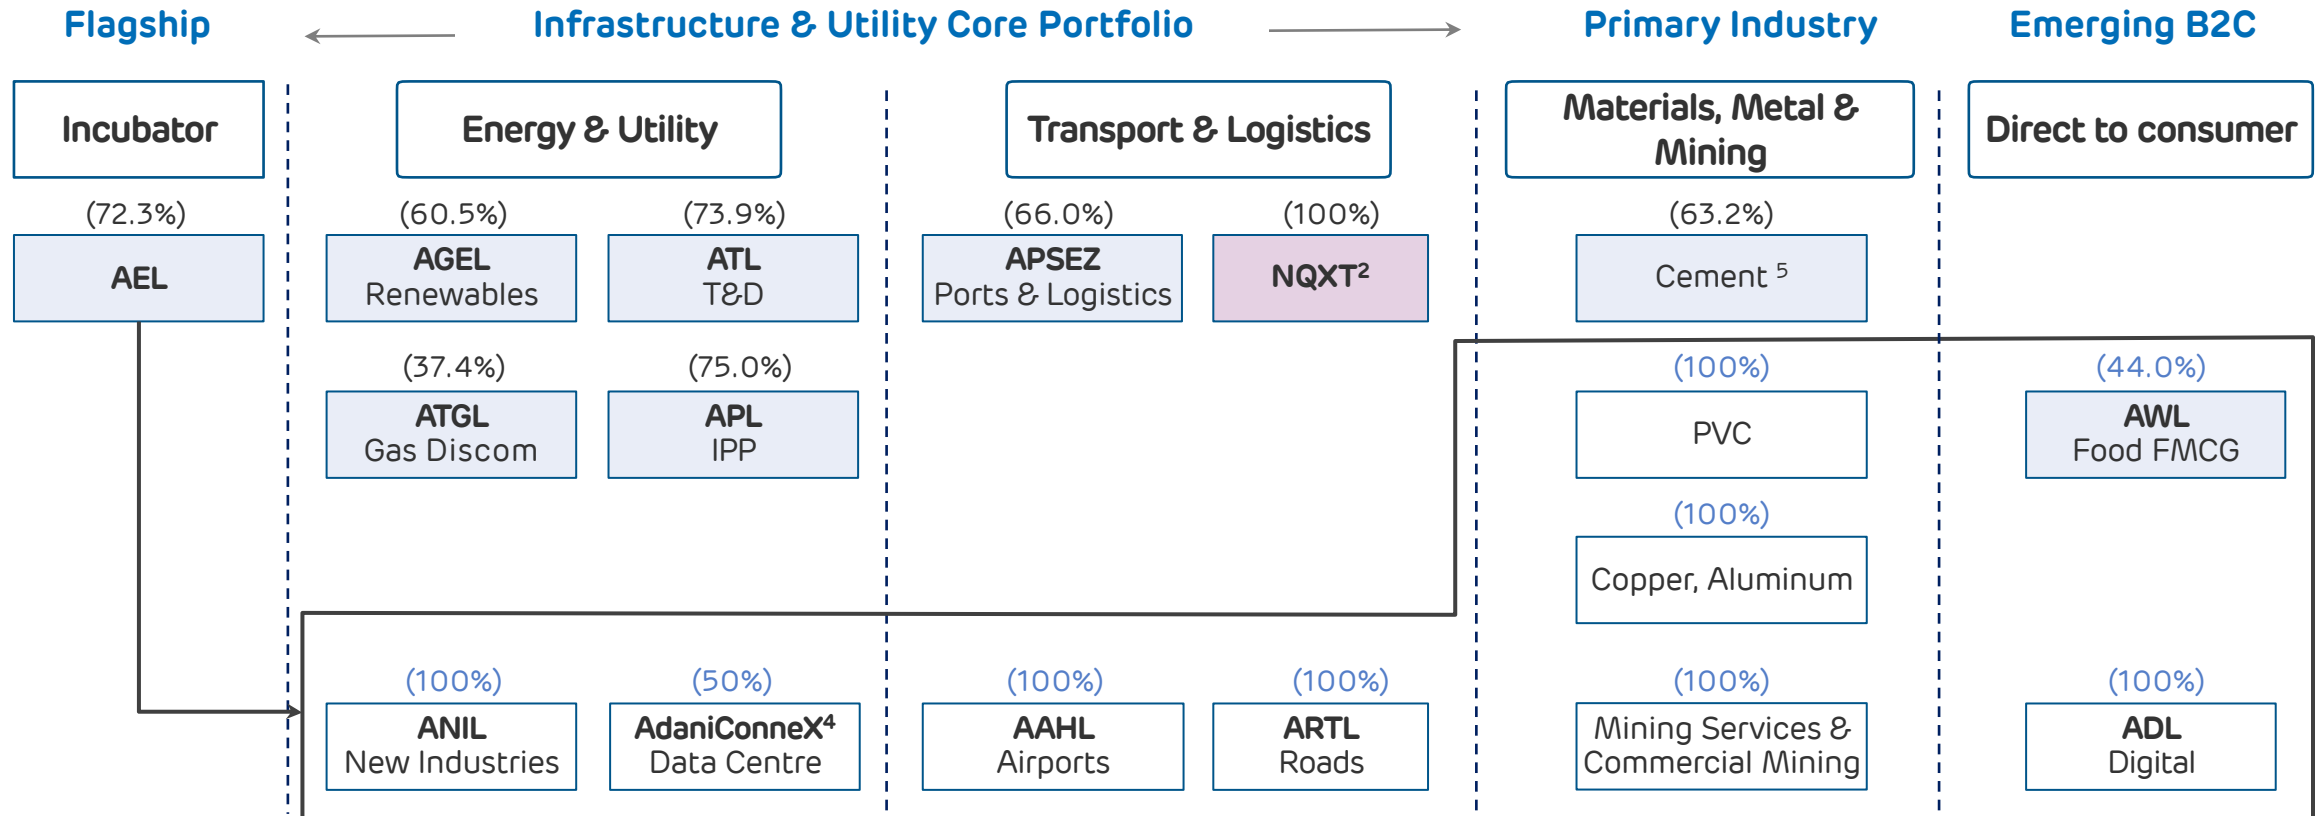 Flagship
Infrastructure & Utility Core Portfolio
Primary Industry
Emerging B2C
Incubator
Energy & Utility
Transport & Logistics
Materials, Metal &
Mining
Direct to consumer
(72.3%)
(60.5%)
(73.9%)
(66.0%)
(100%)
(63.2%)
AEL
AGEL
Renewables
ATL
T&D
APSEZ
Ports & Logistics
NQXT²
Cement ⁵
(37.4%)
(75.0%)
(100%)
(44.0%)
ATGL
Gas Discom
APL
IPP
PVC
AWL
Food FMCG
(100%)
Copper, Aluminum
(100%)
(50%)
(100%)
(100%)
(100%)
(100%)
ANIL
New Industries
AdaniConneX⁴
Data Centre
AAHL
Airports
ARTL
Roads
Mining Services &
Commercial Mining
ADL
Digital